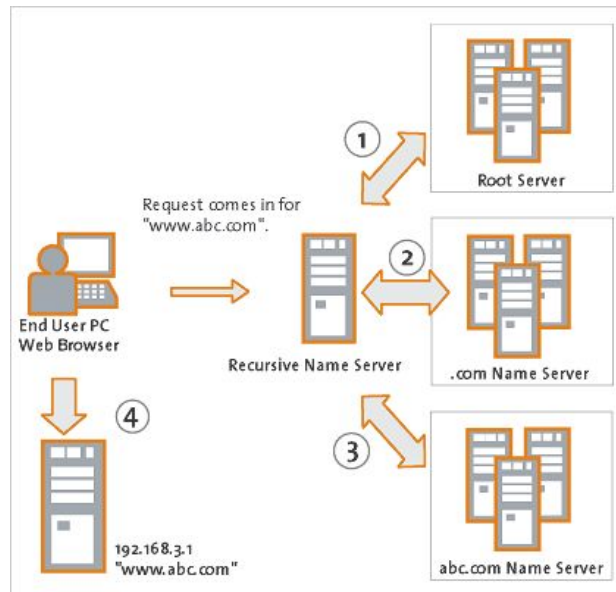 1
Root Server
Request comes in for
"www.abc.com".
2
End User PC
Web Browser
Recursive Name Server
.com Name Server
4
3
192.168.3.1
"www.abc.com"
abc.com Name Server